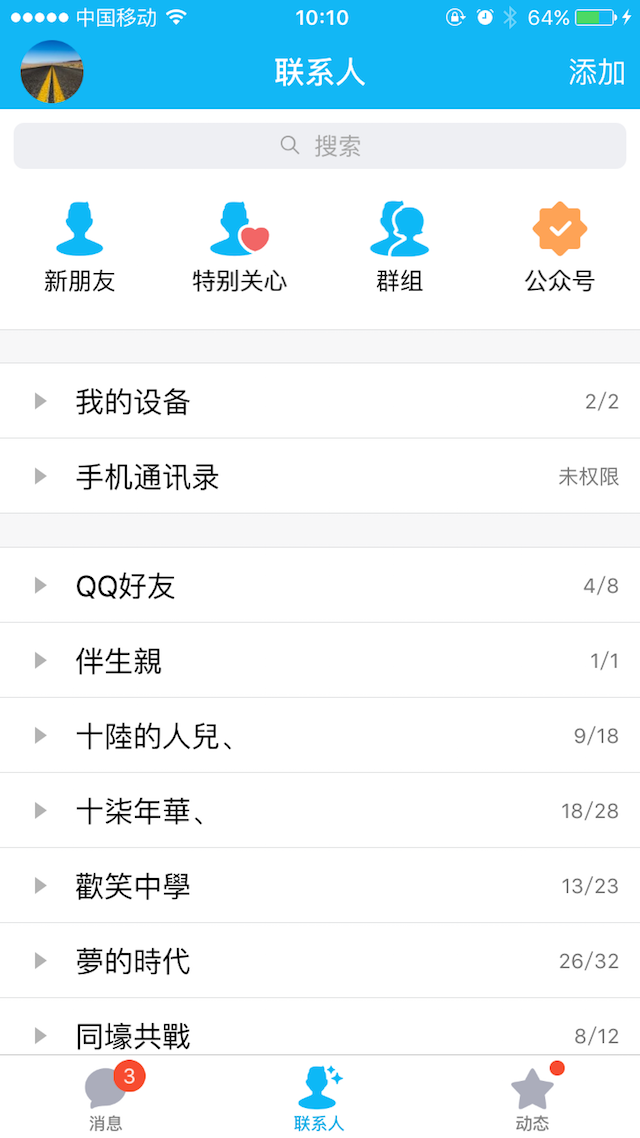 中国移动 10:10 64%
联系人 添加
搜索
新朋友 特别关心 群组 公众号
我的设备 2/2
手机通讯录 未权限
QQ好友 4/8
伴生親 1/1
十陸的人兒、 9/18
十柒年華、 18/28
歡笑中學 13/23
夢的時代 26/32
同壕共戰 8/12
3
消息 联系人 动态